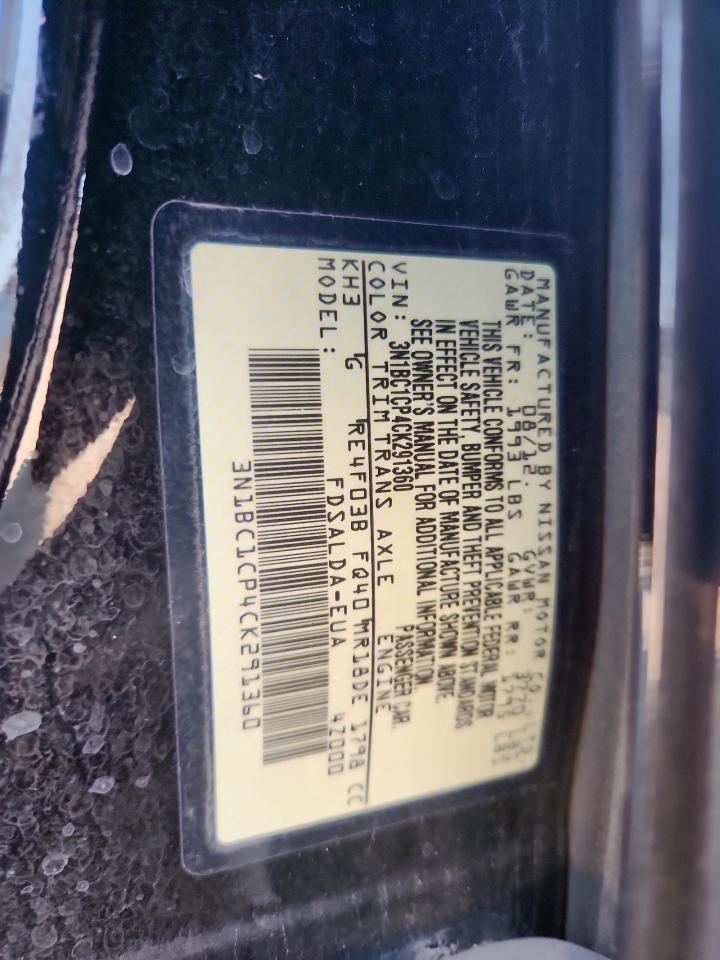 MANUFACTURED BY NISSAN MOTOR CO. LTD.
DATE: 08/12. GVWR: LBS
GAWR FR: 1993 LBS GAWR RR: LBS
THIS VEHICLE CONFORMS TO ALL APPLICABLE FEDERAL MOTOR
VEHICLE SAFETY, BUMPER AND THEFT PREVENTION STANDARDS
IN EFFECT ON THE DATE OF MANUFACTURE SHOWN ABOVE.
SEE OWNER'S MANUAL FOR ADDITIONAL INFORMATION.
VIN: 3N1BC1CP4CK291360 PASSENGER CAR.
COLOR TRIM TRANS AXLE ENGINE
KH3 G RE4F03B FQ40 MR18DE 1798 CC
MODEL: FDSALDA-EUA 4Z000
3N1BC1CP4CK291360